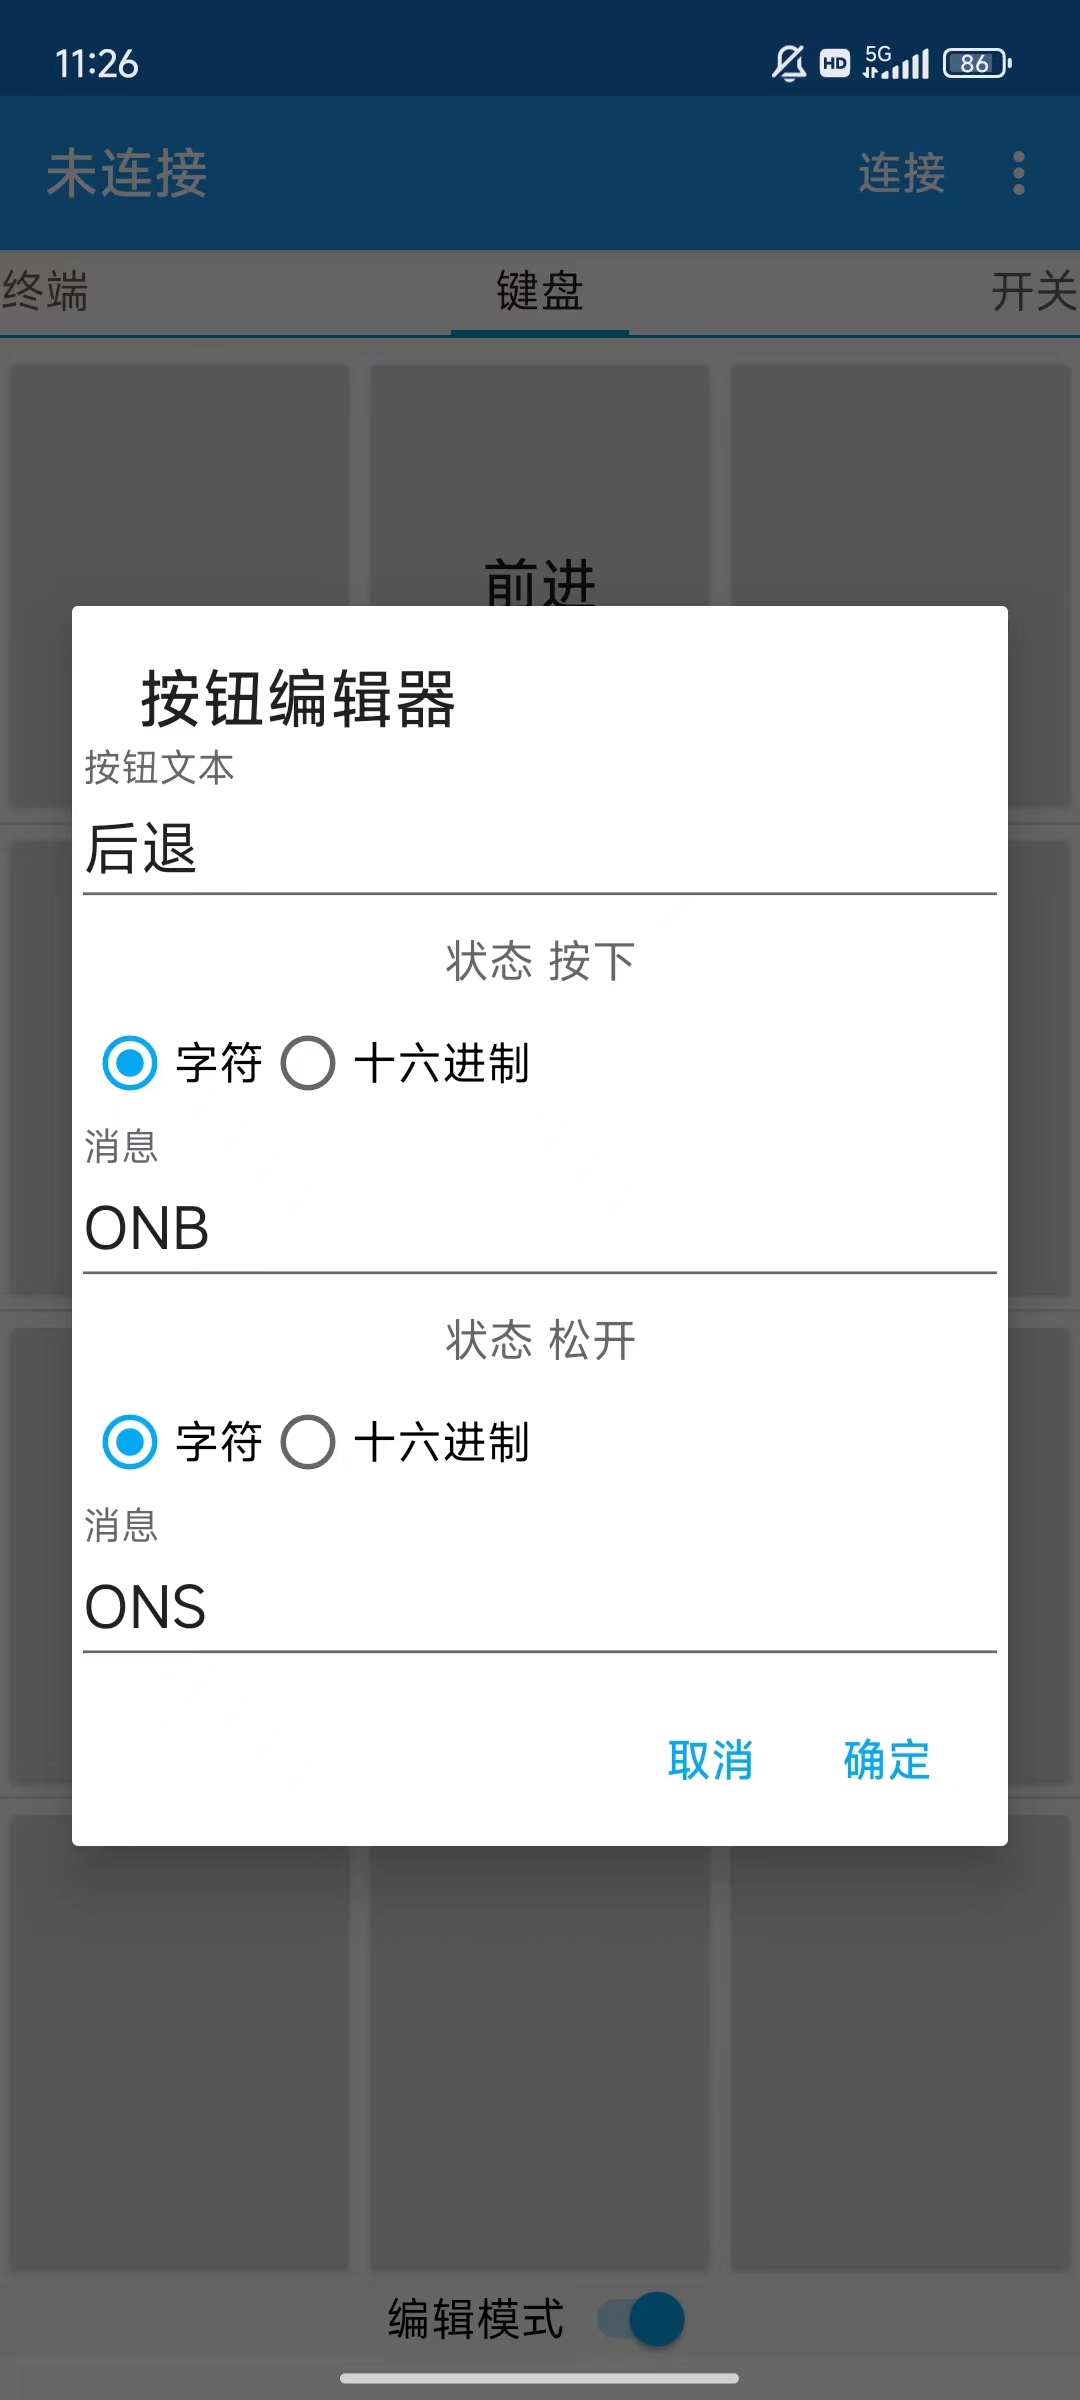 11:26
HD 5G 86
未连接 连接
终端 键盘 开关
前进
按钮编辑器
按钮文本
后退
状态 按下
字符 十六进制
消息
ONB
状态 松开
字符 十六进制
消息
ONS
取消 确定
编辑模式